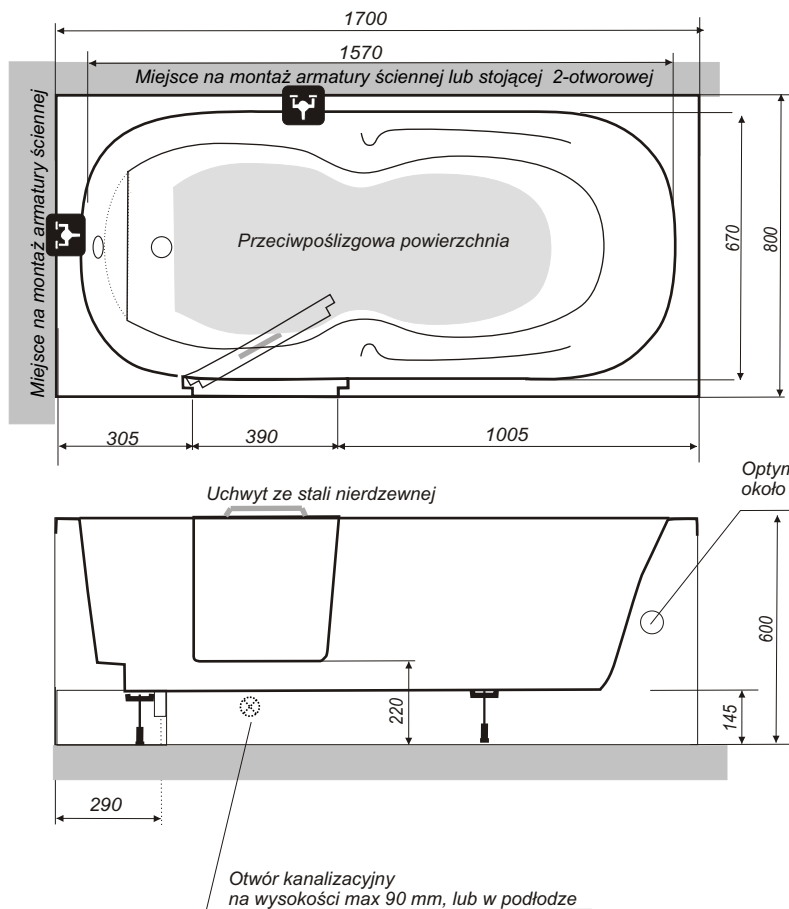 1700
1570
Miejsce na montaż armatury ściennej lub stojącej 2-otworowej
Miejsce na montaż armatury ściennej
Przeciwpoślizgowa powierzchnia
670
800
305
390
1005
Uchwyt ze stali nierdzewnej
około
600
220
145
290
Otwór kanalizacyjny
na wysokości max 90 mm, lub w podłodze